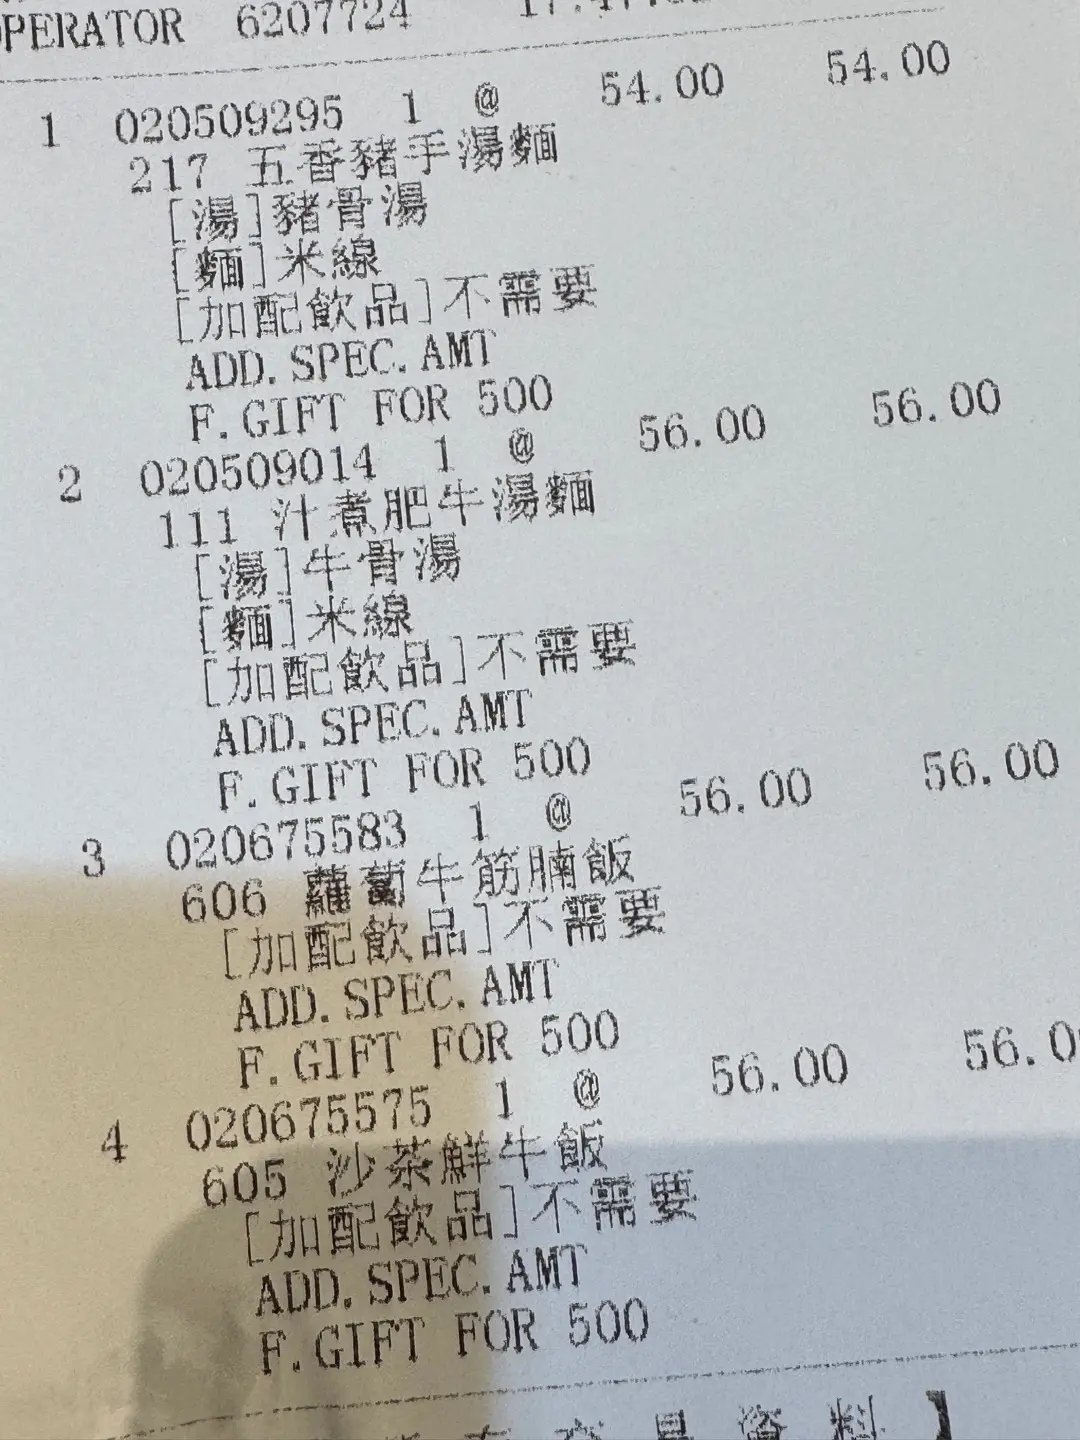 OPERATOR 6207724
1 020509295 1 @ 54.00 54.00
217 五香豬手湯麵
[湯]豬骨湯
[麵]米線
[加配飲品]不需要
ADD.SPEC.AMT
F.GIFT FOR 500
2 020509014 1 @ 56.00 56.00
111 汁煮肥牛湯麵
[湯]牛骨湯
[麵]米線
[加配飲品]不需要
ADD.SPEC.AMT
F.GIFT FOR 500
3 020675583 1 @ 56.00 56.00
606 蘿蔔牛筋腩飯
[加配飲品]不需要
ADD.SPEC.AMT
F.GIFT FOR 500
4 020675575 1 @ 56.00 56.0
605 沙茶鮮牛飯
[加配飲品]不需要
ADD.SPEC.AMT
F.GIFT FOR 500
資料】